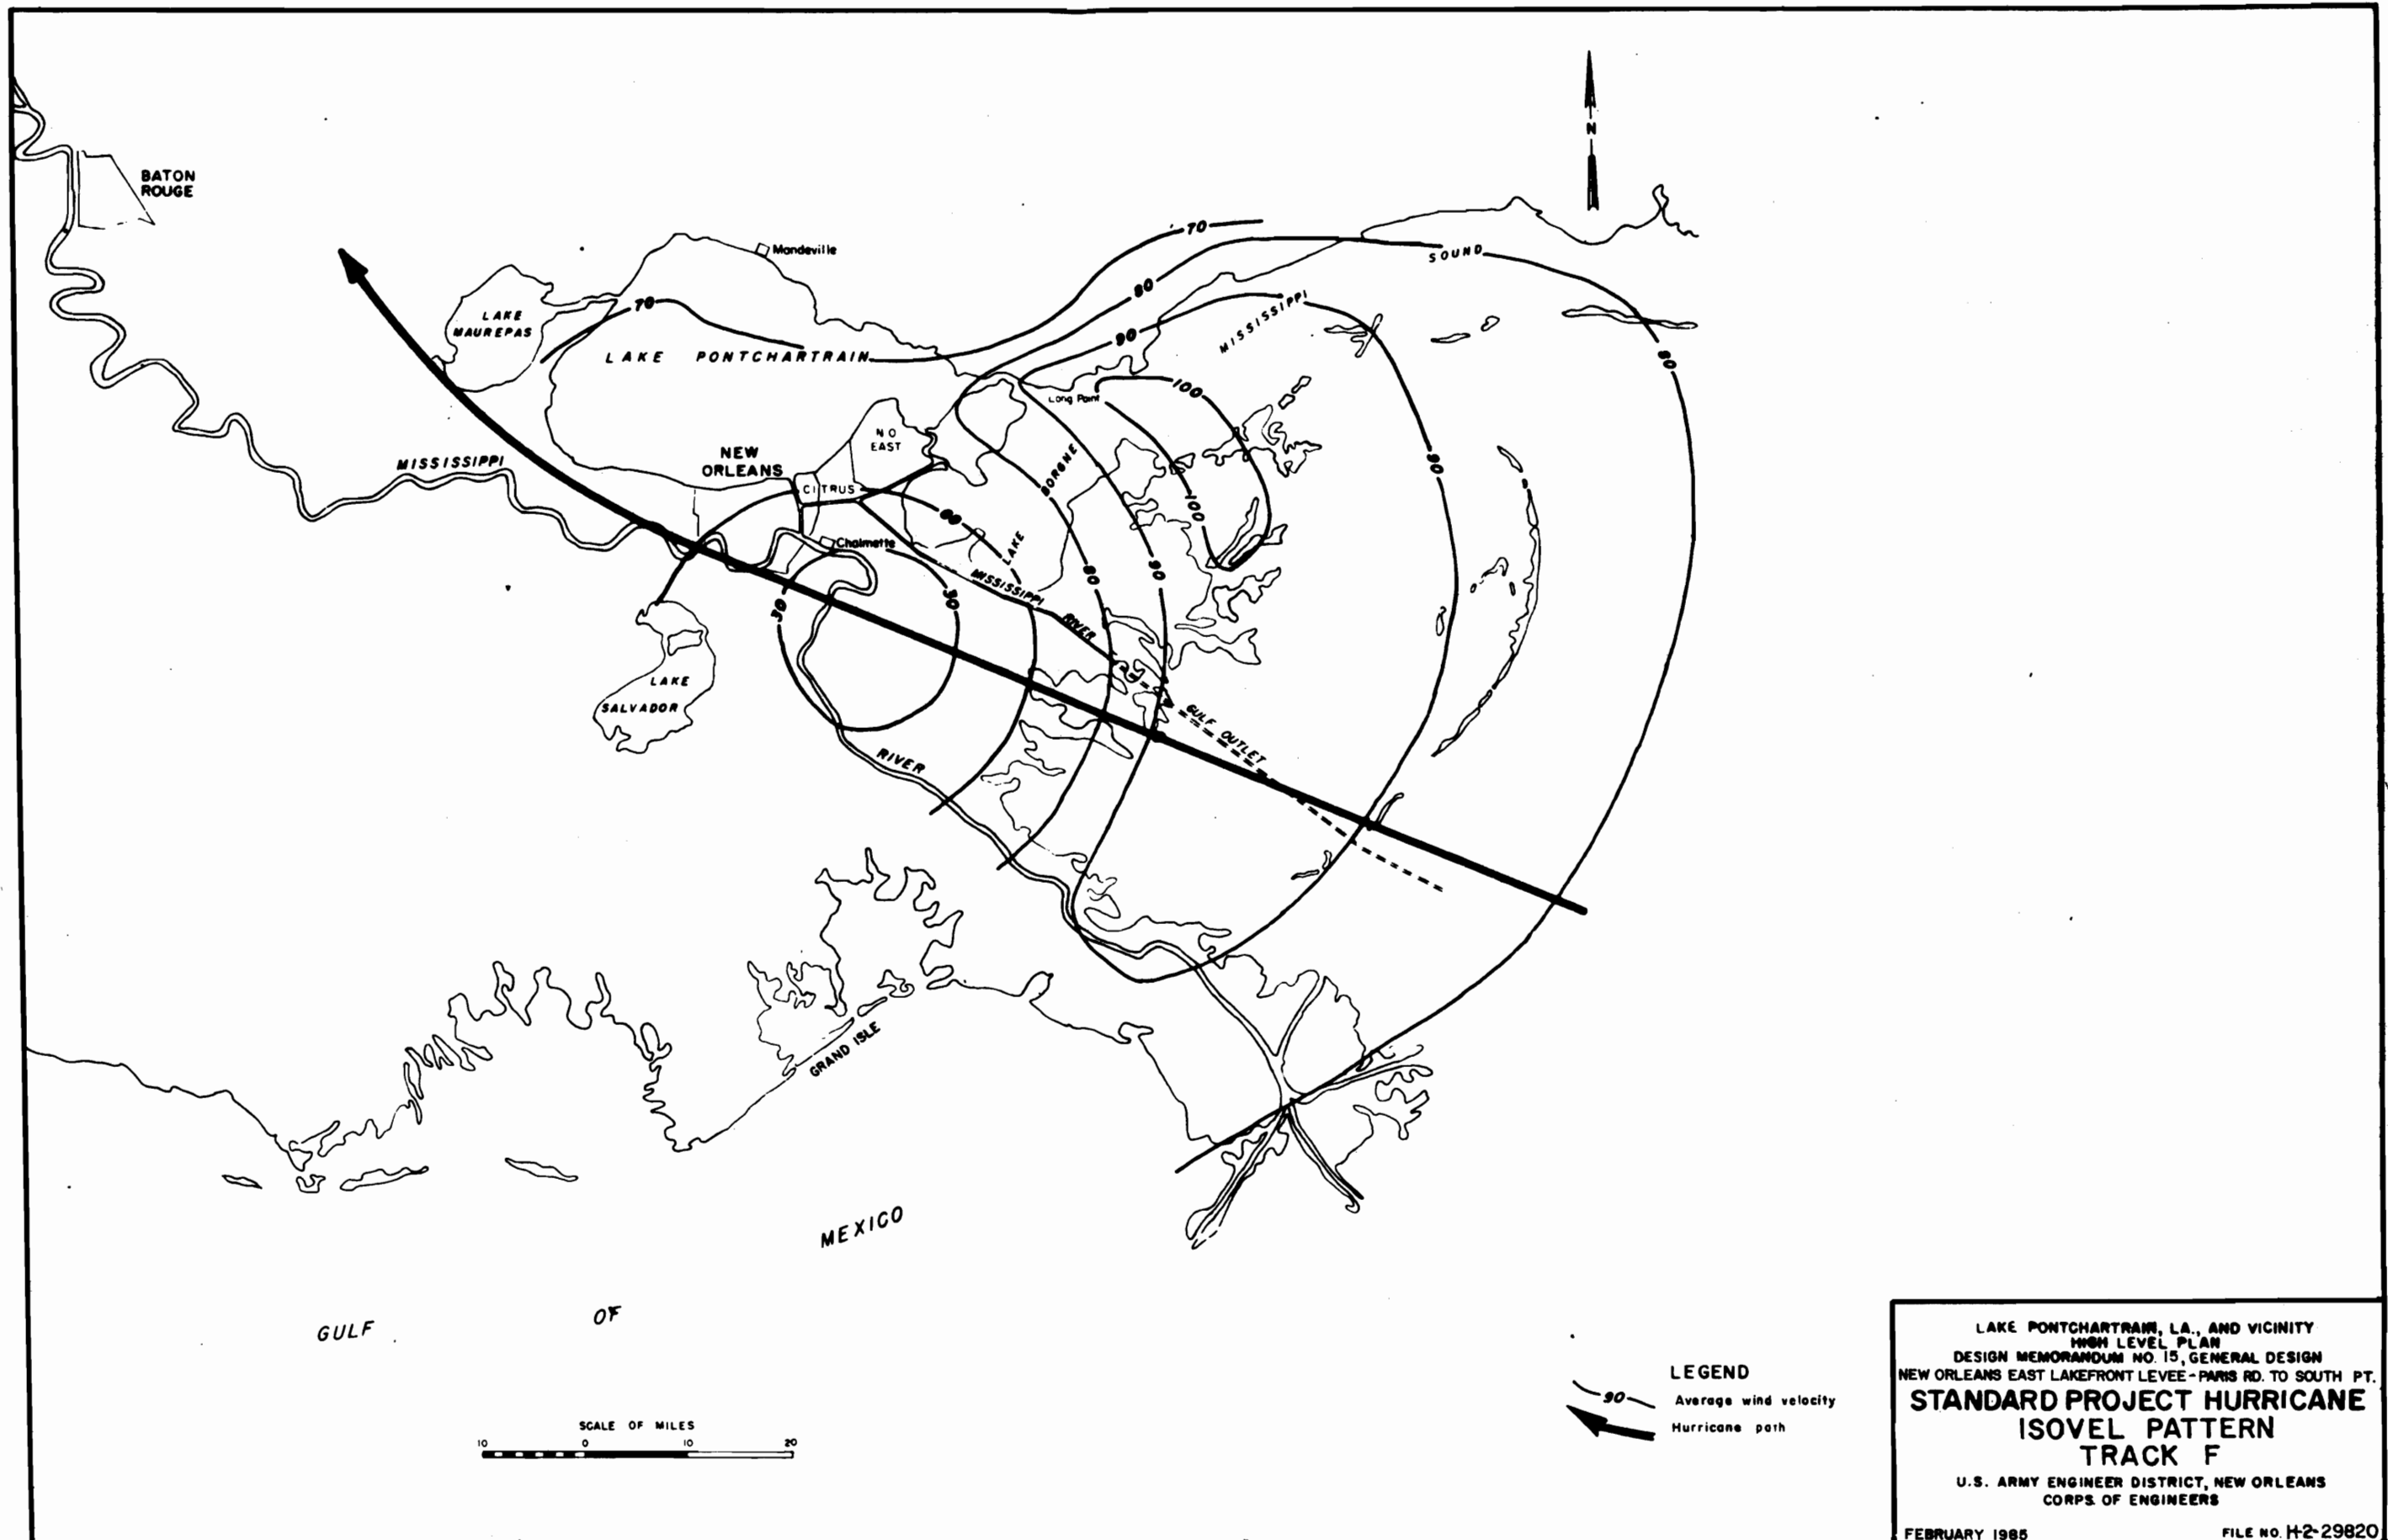 N
BATON
ROUGE
Mandeville
70
80
SOUND
LAKE
MAUREPAS
70
MISSISSIPPI
90
LAKE PONTCHARTRAIN
80
100
Long Point
NEW
ORLEANS
N O
EAST
BORGNE
MISSISSIPPI
90
CITRUS
100
60
Chalmette
LAKE
80
90
MISSISSIPPI
30
30
RIVER
LAKE
SALVADOR
GULF OUTLET
RIVER
GRAND ISLE
MEXICO
OF
GULF
LEGEND
90
Average wind velocity
Hurricane path
SCALE OF MILES
10 0 10 20
LAKE PONTCHARTRAIN, LA., AND VICINITY
HIGH LEVEL PLAN
DESIGN MEMORANDUM NO. 15, GENERAL DESIGN
NEW ORLEANS EAST LAKEFRONT LEVEE-PARIS RD. TO SOUTH PT.
STANDARD PROJECT HURRICANE
ISOVEL PATTERN
TRACK F
U.S. ARMY ENGINEER DISTRICT, NEW ORLEANS
CORPS OF ENGINEERS
FEBRUARY 1985
FILE NO. H-2-29820